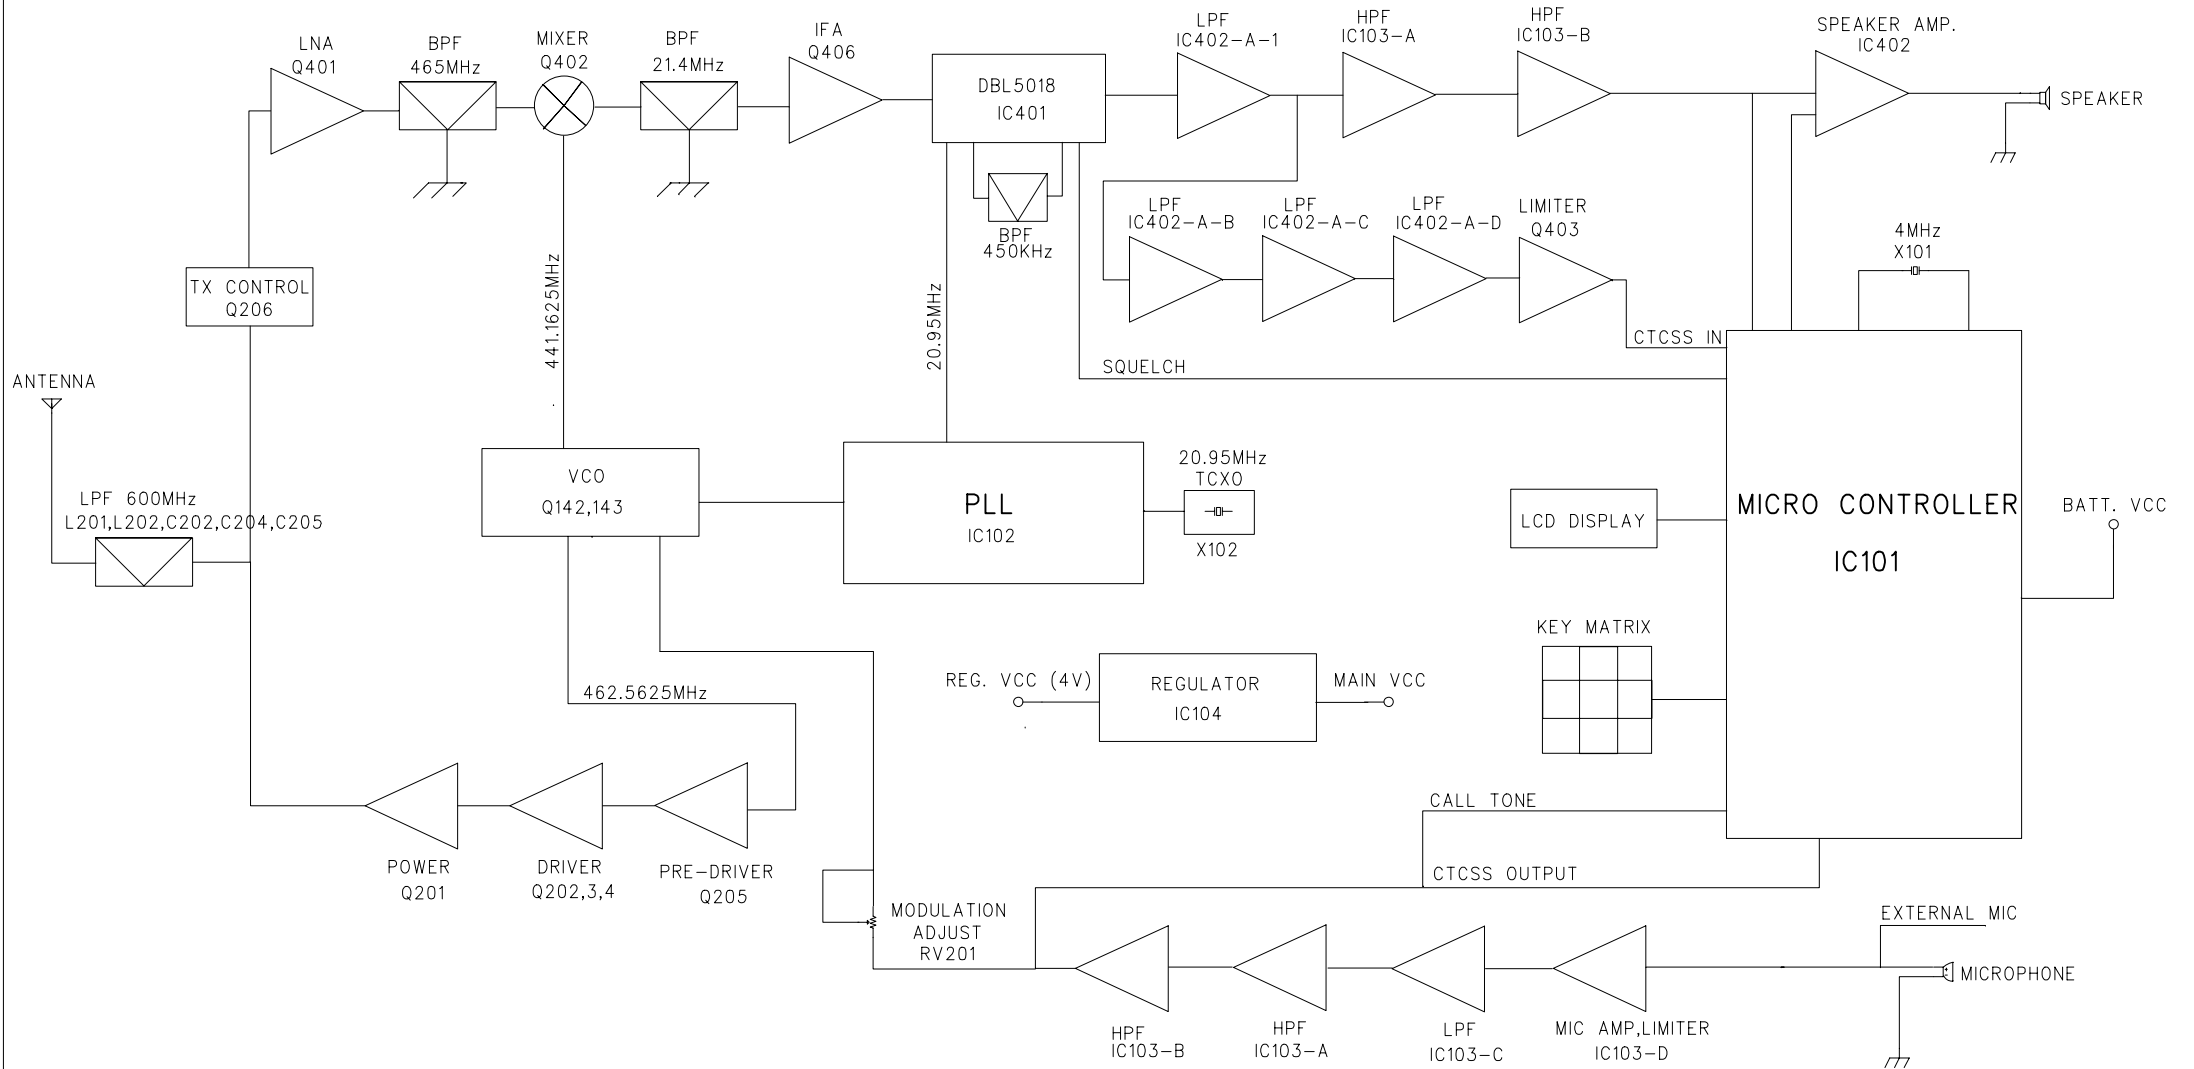 LNA
Q401
BPF
465MHz
MIXER
Q402
BPF
21.4MHz
IFA
Q406
DBL5018
IC401
BPF
450KHz
LPF
IC402-A-1
HPF
IC103-A
HPF
IC103-B
SPEAKER AMP.
IC402
SPEAKER
LPF
IC402-A-B
LPF
IC402-A-C
LPF
IC402-A-D
LIMITER
Q403
4MHz
X101
TX CONTROL
Q206
441.1625MHz
20.95MHz
CTCSS IN
SQUELCH
ANTENNA
LPF 600MHz
L201,L202,C202,C204,C205
VCO
Q142,143
PLL
IC102
20.95MHz
TCXO
X102
LCD DISPLAY
MICRO CONTROLLER
IC101
BATT. VCC
KEY MATRIX
REG. VCC (4V)
REGULATOR
IC104
MAIN VCC
462.5625MHz
POWER
Q201
DRIVER
Q202,3,4
PRE-DRIVER
Q205
CALL TONE
CTCSS OUTPUT
MODULATION
ADJUST
RV201
EXTERNAL MIC
MICROPHONE
HPF
IC103-B
HPF
IC103-A
LPF
IC103-C
MIC AMP,LIMITER
IC103-D